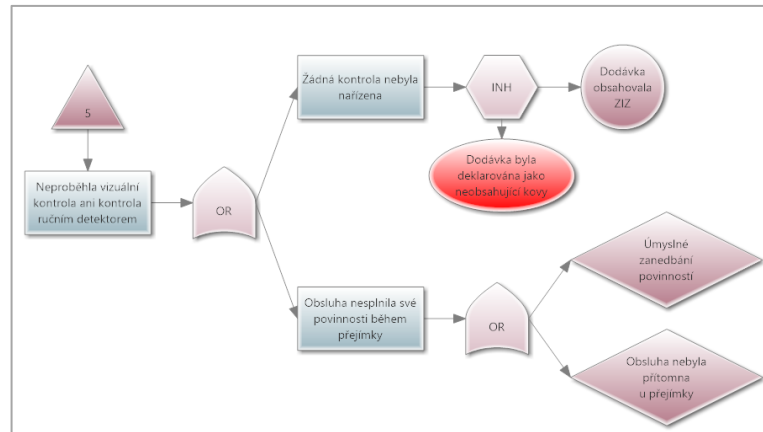 5
Neproběhla vizuální
kontrola ani kontrola
ručním detektorem
OR
Žádná kontrola nebyla
nařízena
INH
Dodávka
obsahovala
ZIZ
Dodávka byla
deklarována jako
neobsahující kovy
Obsluha nesplnila své
povinnosti během
přejímky
OR
Úmyslné
zanedbání
povinností
Obsluha nebyla
přítomna
u přejímky